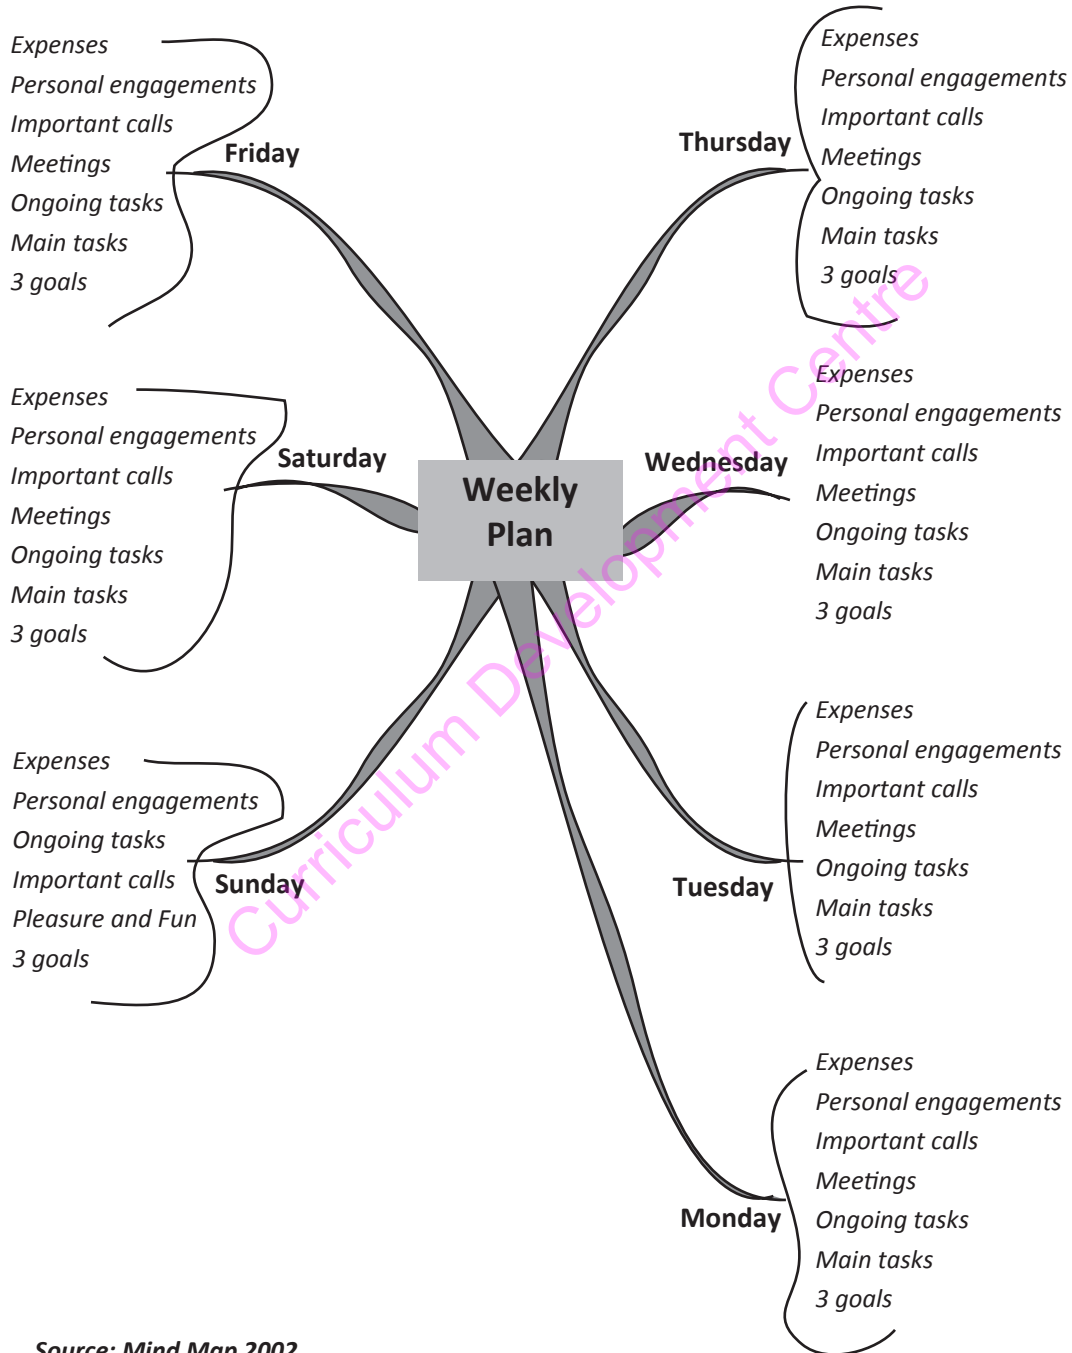 Expenses
Personal engagements
Important calls
Meetings
Ongoing tasks
Main tasks
3 goals
Friday
Thursday
Expenses
Personal engagements
Important calls
Meetings
Ongoing tasks
Main tasks
3 goals
Expenses
Personal engagements
Important calls
Meetings
Ongoing tasks
Main tasks
3 goals
Saturday
Weekly
Plan
Wednesday
Expenses
Personal engagements
Important calls
Meetings
Ongoing tasks
Main tasks
3 goals
Expenses
Personal engagements
Ongoing tasks
Important calls
Pleasure and Fun
3 goals
Sunday
Tuesday
Expenses
Personal engagements
Important calls
Meetings
Ongoing tasks
Main tasks
3 goals
Monday
Expenses
Personal engagements
Important calls
Meetings
Ongoing tasks
Main tasks
3 goals
Curriculum Development Centre
Source: Mind Map 2002